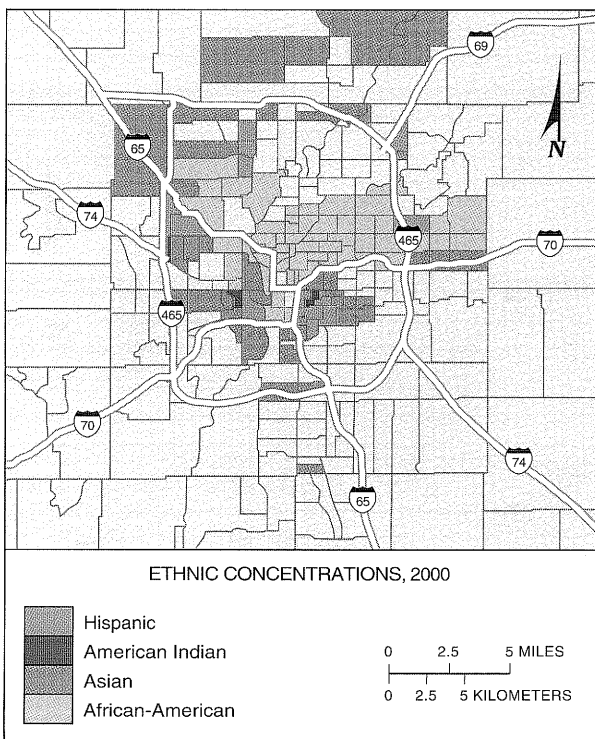 69
N
65
74
465
70
465
70
74
65
ETHNIC CONCENTRATIONS, 2000
Hispanic
American Indian
Asian
African-American
0 2.5 5 MILES
0 2.5 5 KILOMETERS